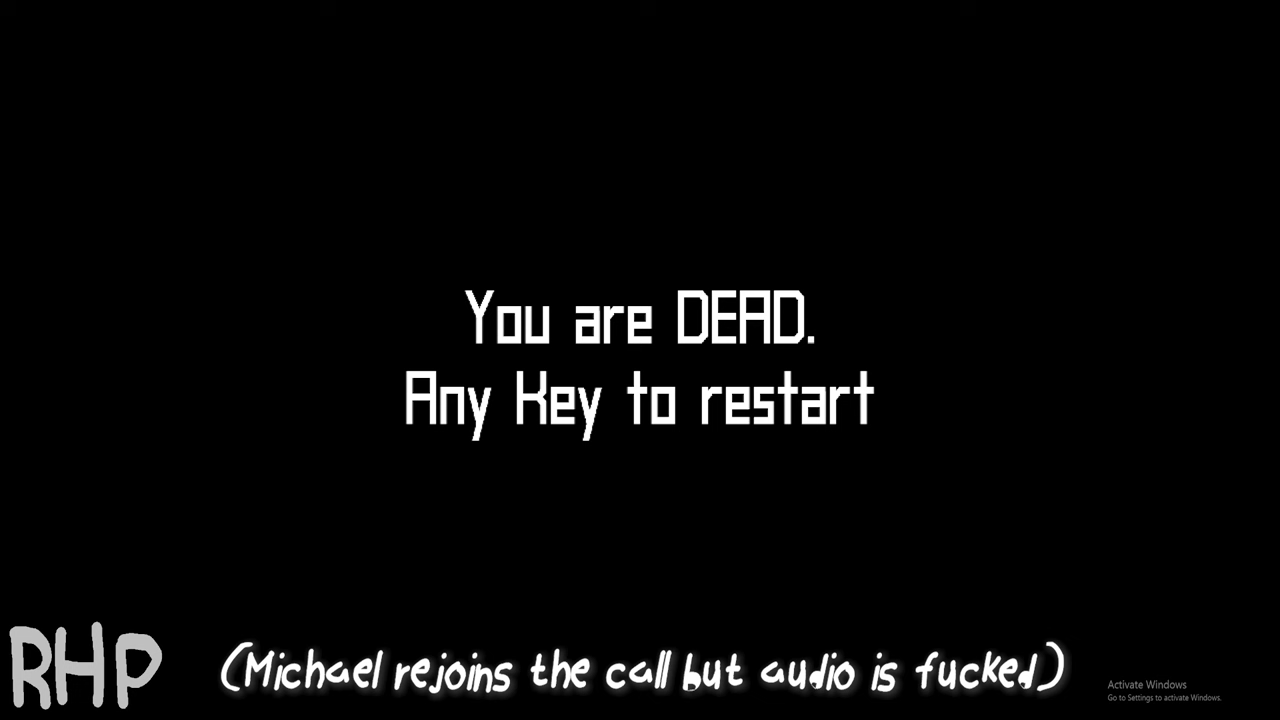 You are DEAD.
Any Key to restart
RHP
(Michael rejoins the call but audio is fucked)
Activate Windows
Go to Settings to activate Windows.